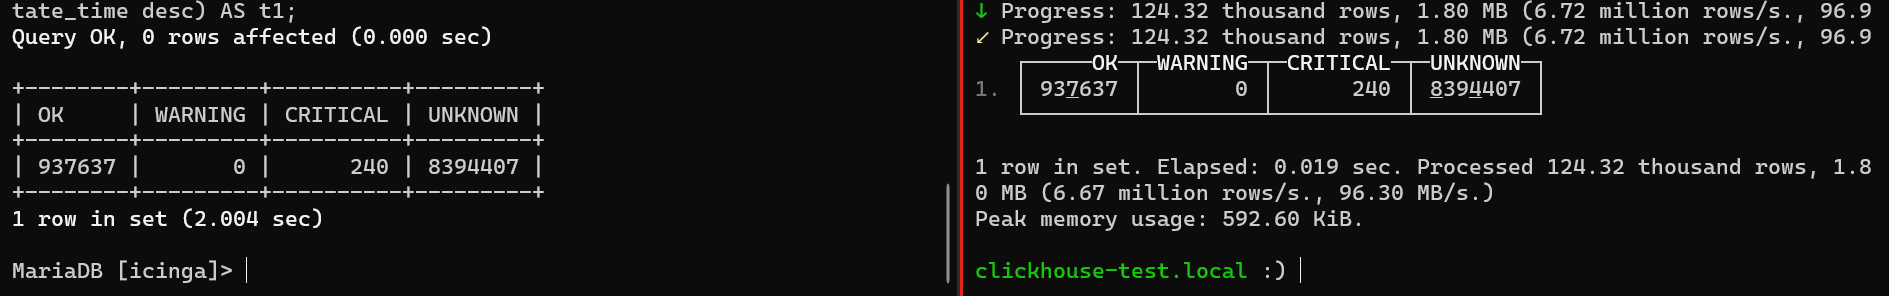 tate_time desc) AS t1;
Query OK, 0 rows affected (0.000 sec)
+--------+---------+----------+---------+
| OK     | WARNING | CRITICAL | UNKNOWN |
+--------+---------+----------+---------+
| 937637 |       0 |      240 | 8394407 |
+--------+---------+----------+---------+
1 row in set (2.004 sec)
MariaDB [icinga]>
↓ Progress: 124.32 thousand rows, 1.80 MB (6.72 million rows/s., 96.9
↙ Progress: 124.32 thousand rows, 1.80 MB (6.72 million rows/s., 96.9
┌─────OK─┬─WARNING─┬─CRITICAL─┬─UNKNOWN─┐
1. │ 937637 │       0 │      240 │ 8394407 │
└────────┴─────────┴──────────┴─────────┘
1 row in set. Elapsed: 0.019 sec. Processed 124.32 thousand rows, 1.8
0 MB (6.67 million rows/s., 96.30 MB/s.)
Peak memory usage: 592.60 KiB.
clickhouse-test.local :)